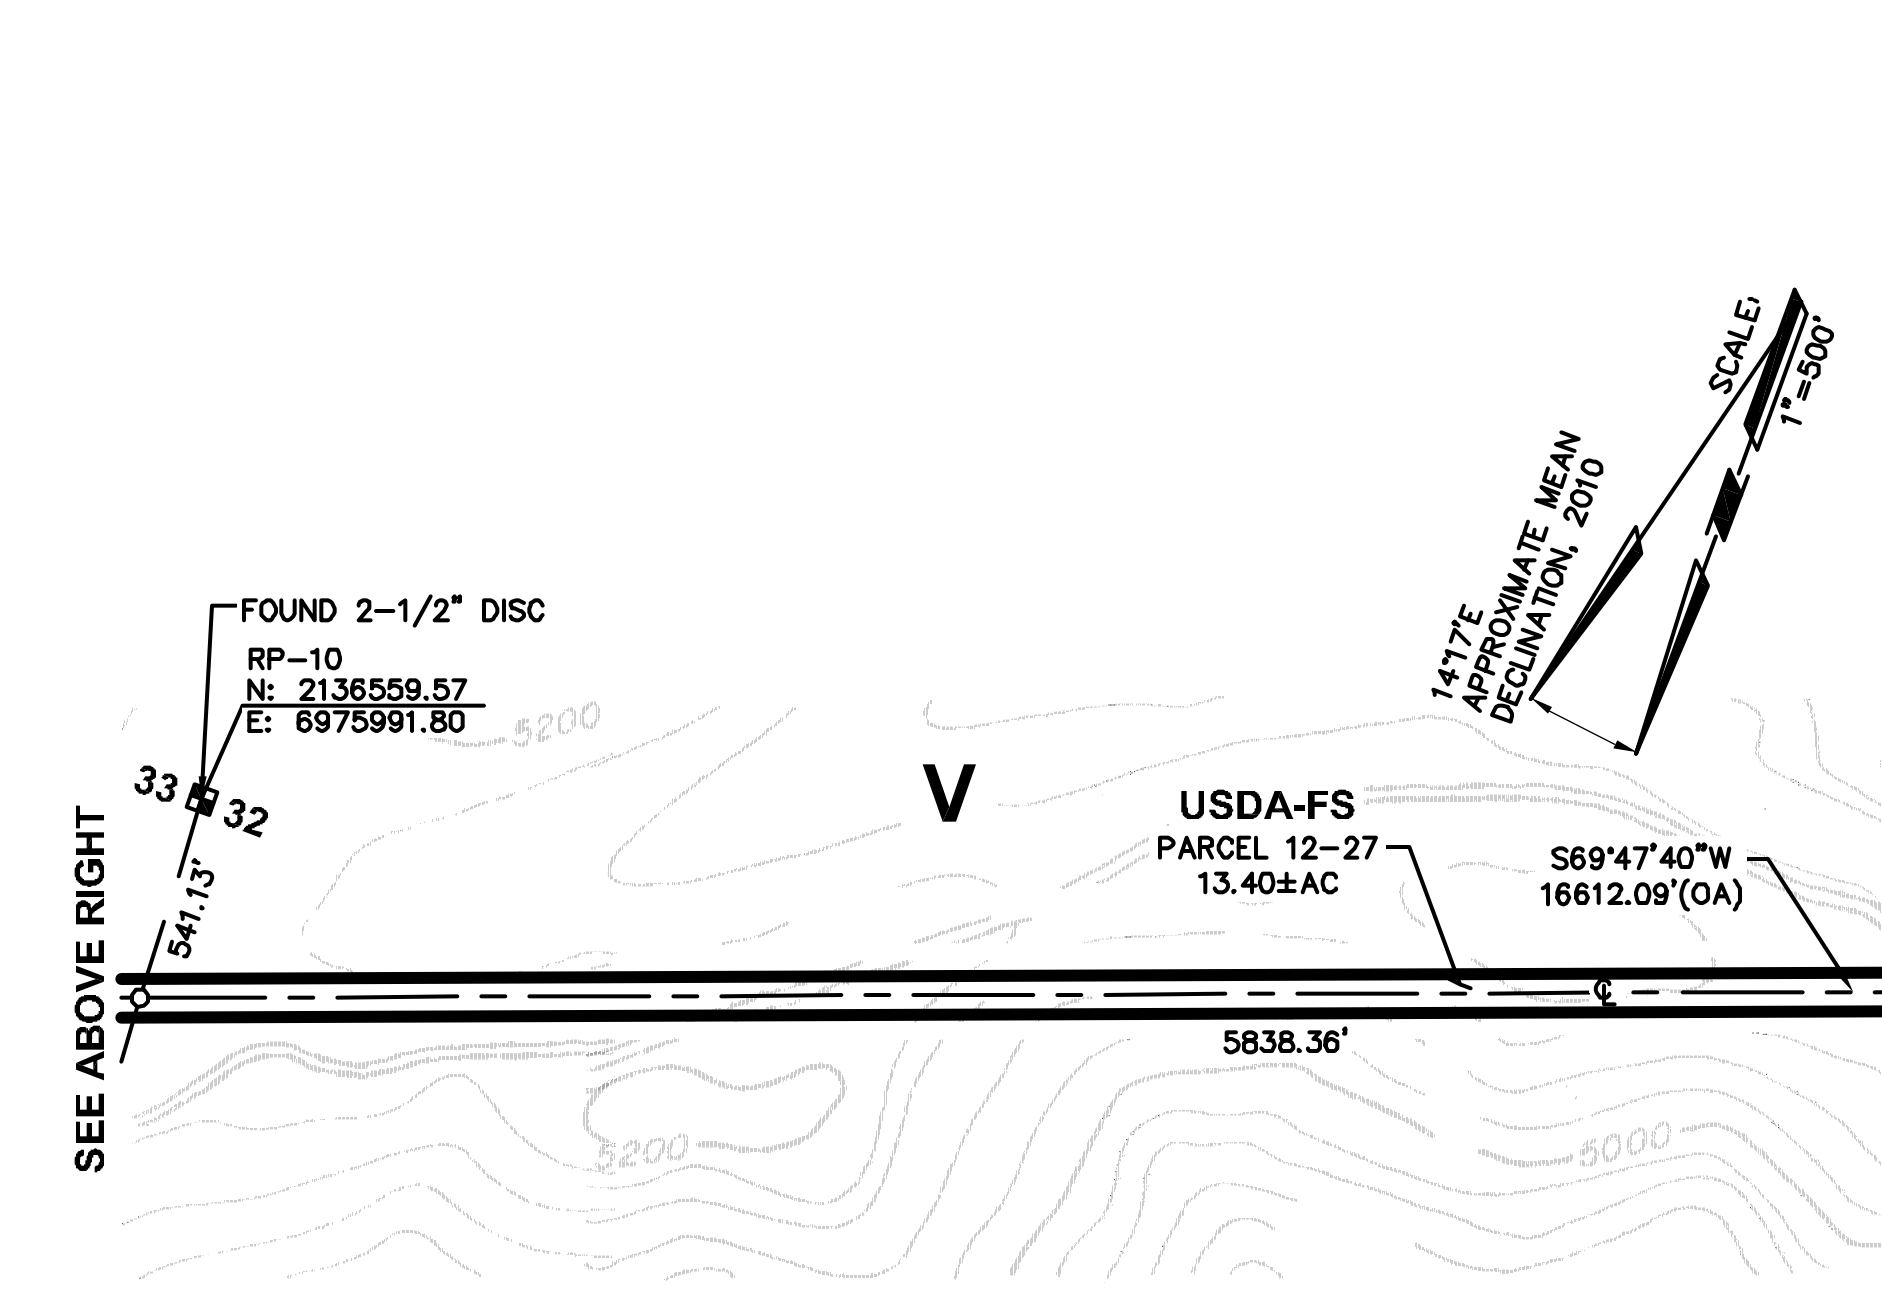 SCALE:
1"=500'
14°17'E
APPROXIMATE MEAN
DECLINATION, 2010
FOUND 2-1/2" DISC
RP-10
N: 2136559.57
E: 6975991.80
5200
33
32
541.13'
SEE ABOVE RIGHT
V
USDA-FS
PARCEL 12-27
13.40±AC
S69°47'40"W
16612.09'(OA)
℄
5838.36'
5200
5000